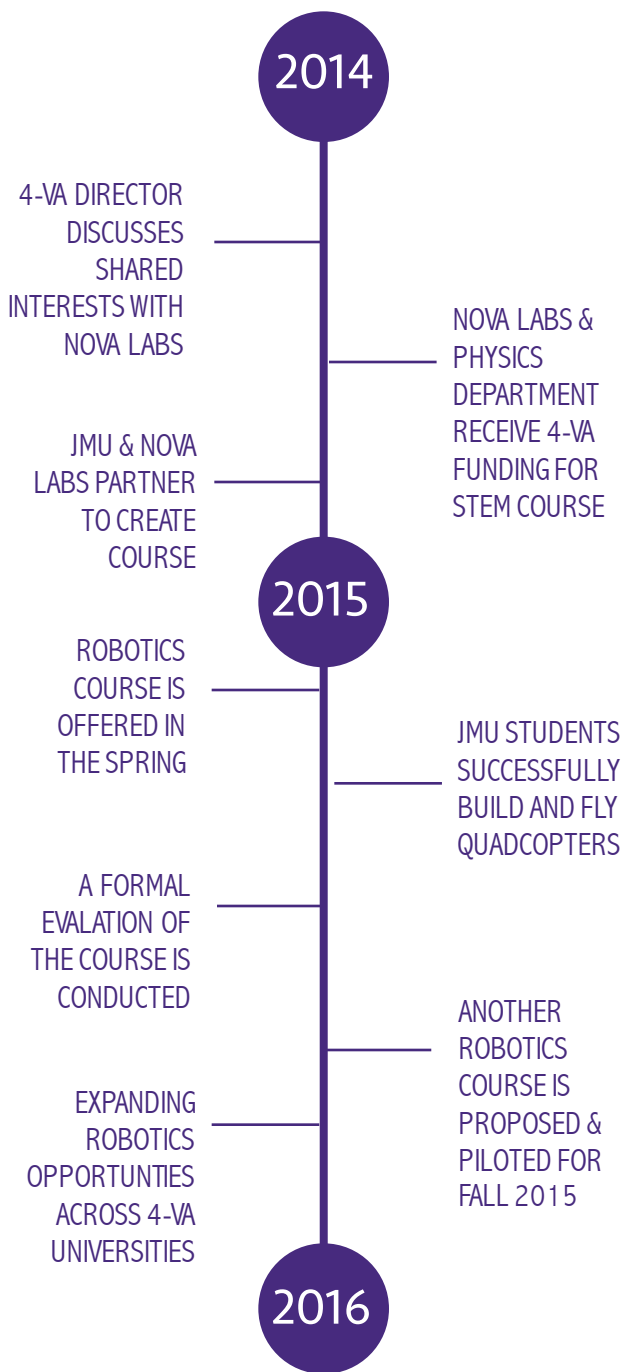 2014
4-VA DIRECTOR
DISCUSSES
SHARED
INTERESTS WITH
NOVA LABS
NOVA LABS &
PHYSICS
DEPARTMENT
RECEIVE 4-VA
FUNDING FOR
STEM COURSE
JMU & NOVA
LABS PARTNER
TO CREATE
COURSE
2015
ROBOTICS
COURSE IS
OFFERED IN
THE SPRING
JMU STUDENTS
SUCCESSFULLY
BUILD AND FLY
QUADCOPTERS
A FORMAL
EVALATION OF
THE COURSE IS
CONDUCTED
ANOTHER
ROBOTICS
COURSE IS
PROPOSED &
PILOTED FOR
FALL 2015
EXPANDING
ROBOTICS
OPPORTUNTIES
ACROSS 4-VA
UNIVERSITIES
2016